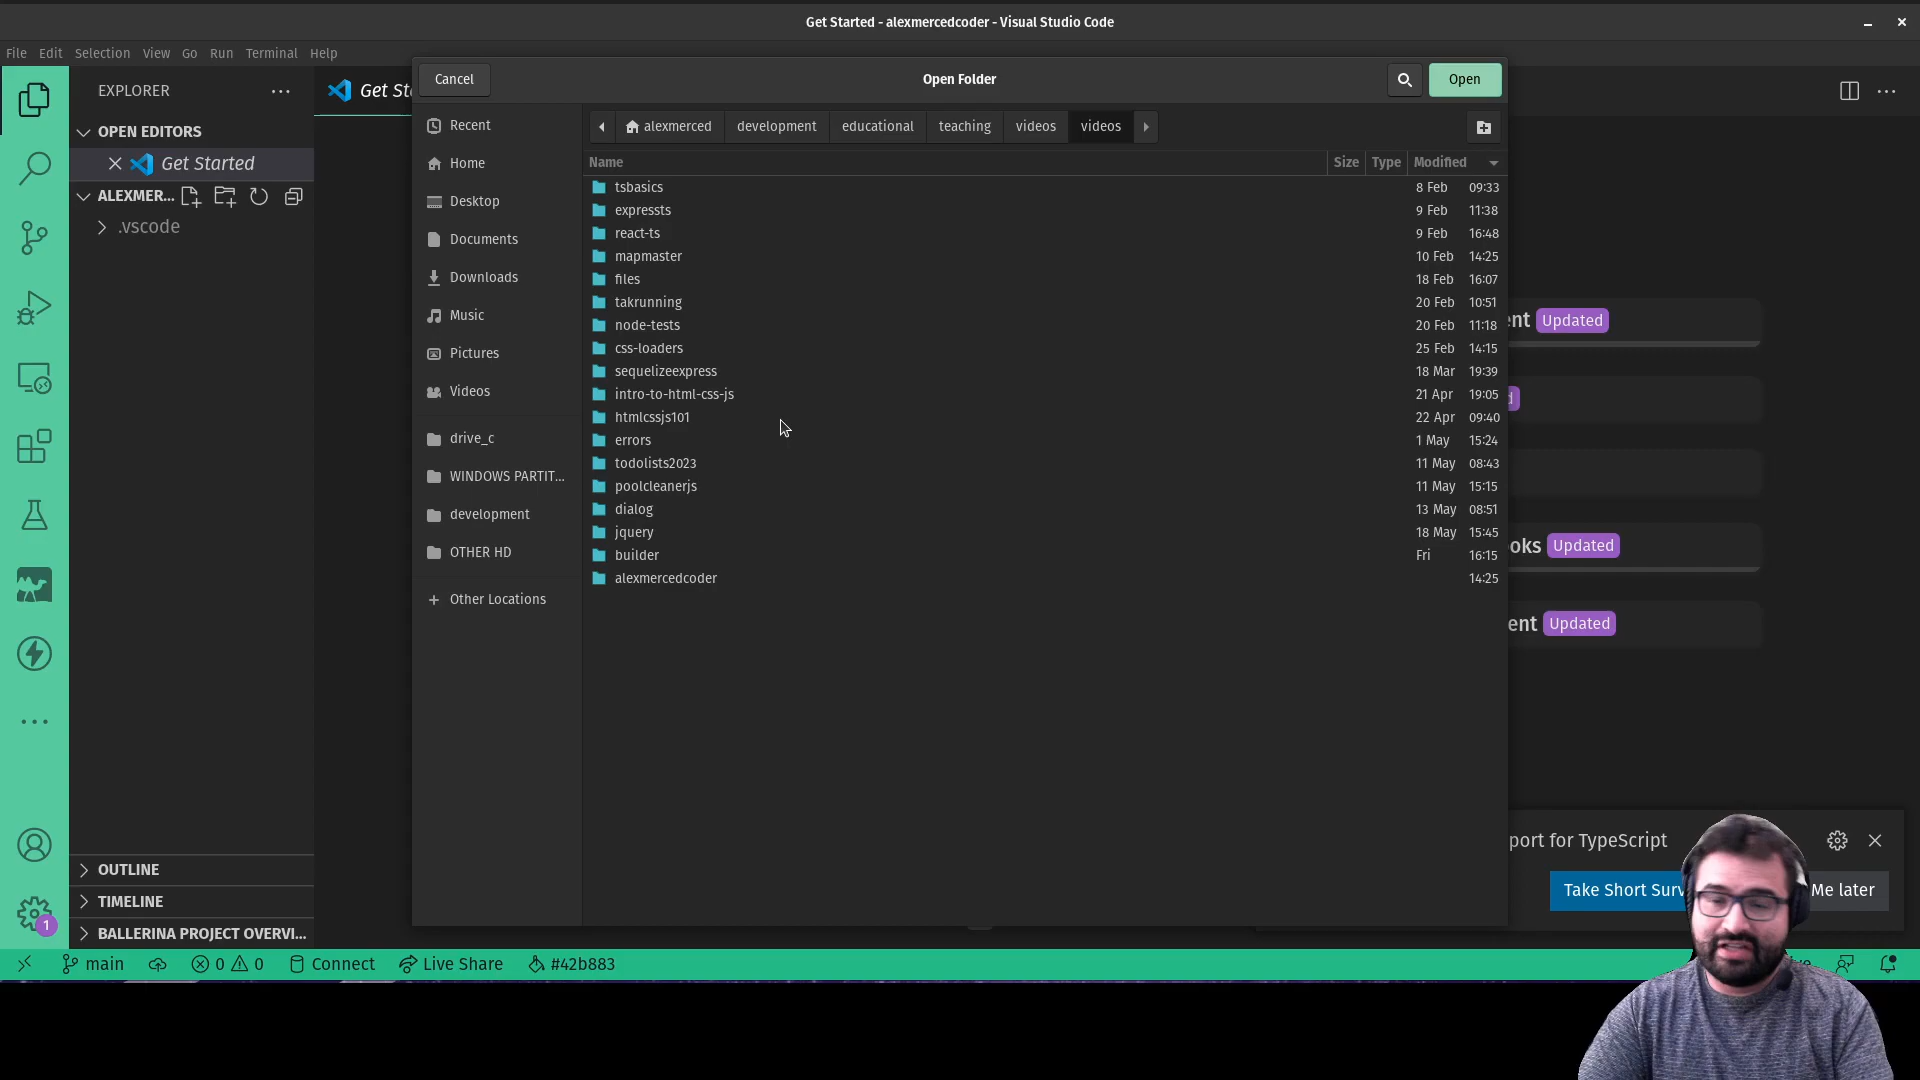 Get Started - alexmercedcoder - Visual Studio Code
File Edit Selection View Go Run Terminal Help
EXPLORER
OPEN EDITORS
Get Started
ALEXMER...
.vscode
OUTLINE
TIMELINE
BALLERINA PROJECT OVERVI...
1
Get St
Cancel
Open Folder
Open
Recent
Home
Desktop
Documents
Downloads
Music
Pictures
Videos
drive_c
WINDOWS PARTIT...
development
OTHER HD
Other Locations
alexmerced development educational teaching videos videos
Name Size Type Modified
tsbasics 8 Feb 09:33
expressts 9 Feb 11:38
react-ts 9 Feb 16:48
mapmaster 10 Feb 14:25
files 18 Feb 16:07
takrunning 20 Feb 10:51
node-tests 20 Feb 11:18
css-loaders 25 Feb 14:15
sequelizeexpress 18 Mar 19:39
intro-to-html-css-js 21 Apr 19:05
htmlcssjs101 22 Apr 09:40
errors 1 May 15:24
todolists2023 11 May 08:43
poolcleanerjs 11 May 15:15
dialog 13 May 08:51
jquery 18 May 15:45
builder Fri 16:15
alexmercedcoder 14:25
ent Updated
d
oks Updated
ent Updated
port for TypeScript
Take Short Surv
Me later
main 0 0 Connect Live Share #42b883